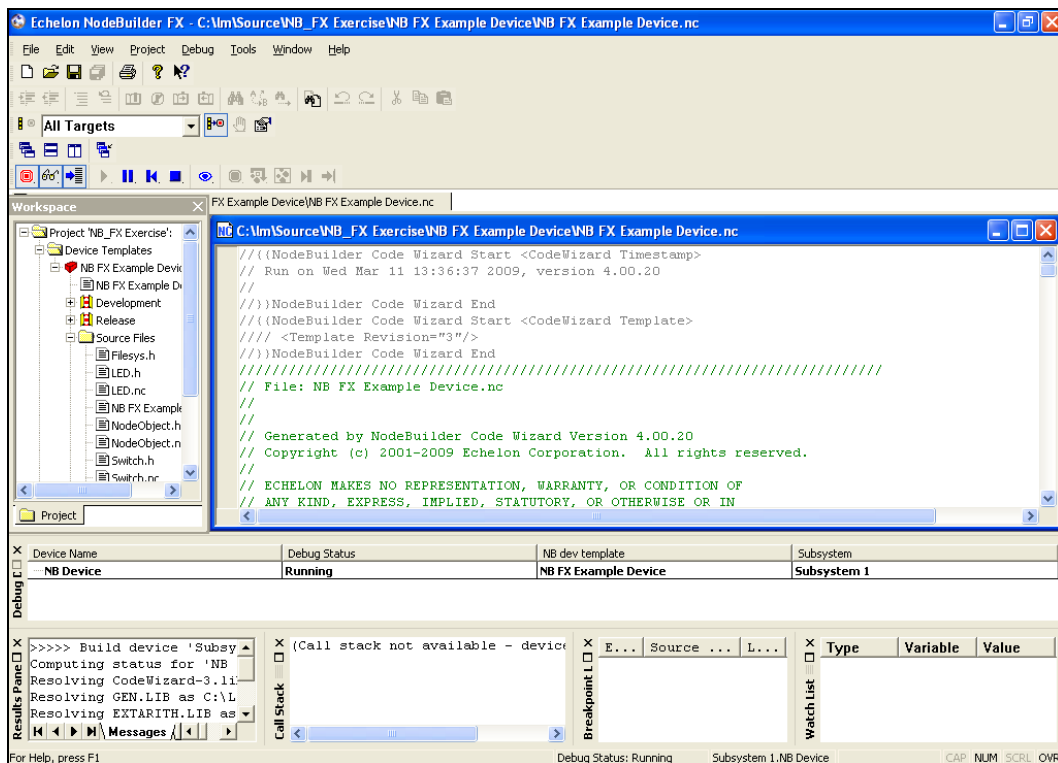 Echelon NodeBuilder FX - C:\lm\Source\NB_FX Exercise\NB FX Example Device\NB FX Example Device.nc
File Edit View Project Debug Tools Window Help
All Targets
Workspace
FX Example Device\NB FX Example Device.nc
Project 'NB_FX Exercise':
Device Templates
NB FX Example Devic
NB FX Example D
Development
Release
Source Files
Filesys.h
LED.h
LED.nc
NB FX Example
NodeObject.h
NodeObject.n
Switch.h
Switch.nc
Project
NC C:\lm\Source\NB_FX Exercise\NB FX Example Device\NB FX Example Device.nc
//{{NodeBuilder Code Wizard Start <CodeWizard Timestamp>
// Run on Wed Mar 11 13:36:37 2009, version 4.00.20
//
//}}NodeBuilder Code Wizard End
//{{NodeBuilder Code Wizard Start <CodeWizard Template>
//// <Template Revision="3"/>
//}}NodeBuilder Code Wizard End
////////////////////////////////////////////////////////////////////////////////
// File: NB FX Example Device.nc
//
//
// Generated by NodeBuilder Code Wizard Version 4.00.20
// Copyright (c) 2001-2009 Echelon Corporation. All rights reserved.
//
// ECHELON MAKES NO REPRESENTATION, WARRANTY, OR CONDITION OF
// ANY KIND, EXPRESS, IMPLIED, STATUTORY, OR OTHERWISE OR IN
Debug D
Device Name Debug Status NB dev template Subsystem
NB Device Running NB FX Example Device Subsystem 1
Results Pane
>>>>> Build device 'Subsy
Computing status for 'NB
Resolving CodeWizard-3.li
Resolving GEN.LIB as C:\L
Resolving EXTARITH.LIB as
Messages
Call Stack
(Call stack not available - device
Breakpoint L
E... Source ... L...
Watch List
Type Variable Value
For Help, press F1 Debug Status: Running Subsystem 1.NB Device CAP NUM SCRL OVR